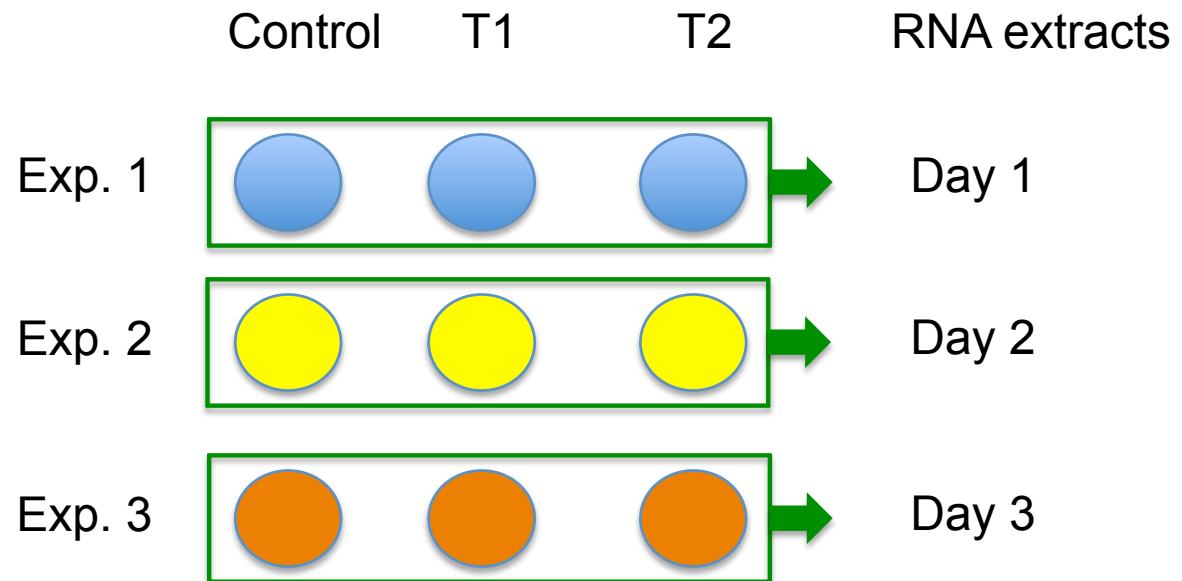 Control T1 T2 RNA extracts
Exp. 1 Day 1
Exp. 2 Day 2
Exp. 3 Day 3